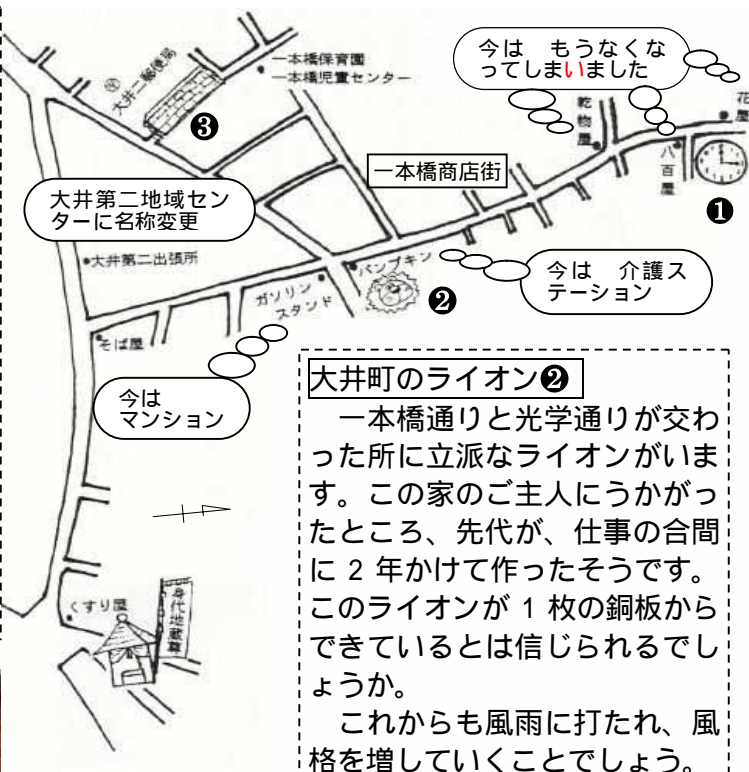 一本橋保育園
一本橋児童センター
㋢
大井二郵便局
❸
今は　もうなくな
ってしまいました
乾物屋
花屋
八百屋
❶
一本橋商店街
大井第二地域セン
ターに名称変更
大井第二出張所
パンプキン
❷
今は　介護ス
テーション
ガソリン
スタンド
そば屋
今は
マンション
くすり屋
身代地蔵尊
大井町のライオン❷
　一本橋通りと光学通りが交わ
った所に立派なライオンがいま
す。この家のご主人にうかがっ
たところ、先代が、仕事の合間
に 2 年かけて作ったそうです。
このライオンが 1 枚の銅板から
できているとは信じられるでし
ょうか。
　これからも風雨に打たれ、風
格を増していくことでしょう。